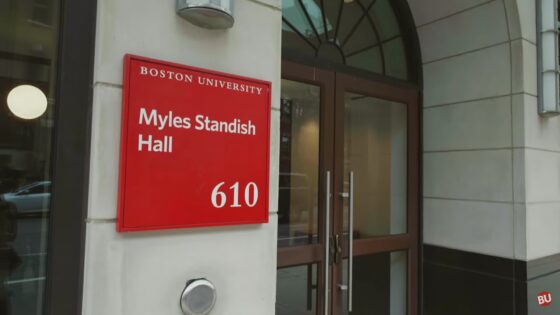 BOSTON UNIVERSITY
Myles Standish
Hall
610
BU